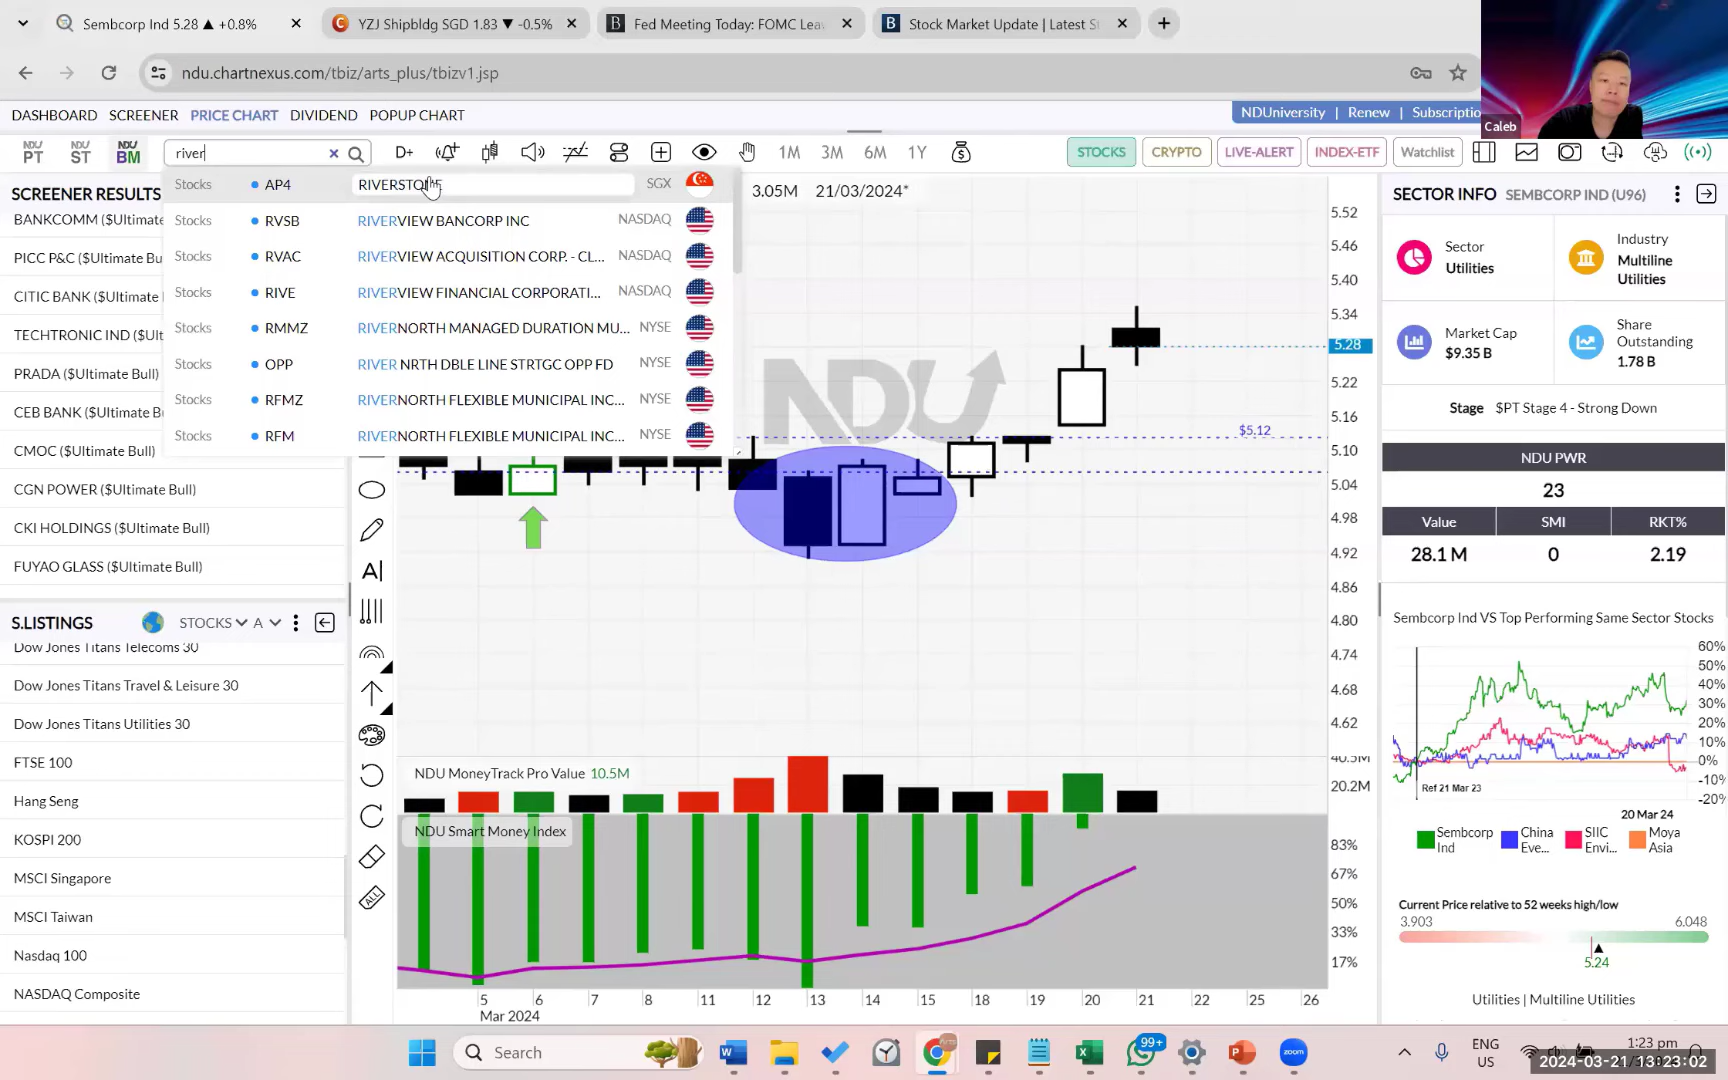 Sembcorp Ind 5.28 ▲ +0.8%
YZJ Shipbldg SGD 1.83 ▼ -0.5%
Fed Meeting Today: FOMC Leav
Stock Market Update | Latest St
ndu.chartnexus.com/tbiz/arts_plus/tbizv1.jsp
DASHBOARD SCREENER PRICE CHART DIVIDEND POPUP CHART
NDUniversity | Renew | Subscriptio
Caleb
NDU PT
NDU ST
NDU BM
river
D+
1M 3M 6M 1Y
STOCKS CRYPTO LIVE-ALERT INDEX-ETF Watchlist
SCREENER RESULTS
BANKCOMM ($Ultimate Bu
PICC P&C ($Ultimate Bu
CITIC BANK ($Ultimate B
TECHTRONIC IND ($Ultim
PRADA ($Ultimate Bull)
CEB BANK ($Ultimate Bu
CMOC ($Ultimate Bull)
CGN POWER ($Ultimate Bull)
CKI HOLDINGS ($Ultimate Bull)
FUYAO GLASS ($Ultimate Bull)
Stocks AP4 RIVERSTONE SGX
Stocks RVSB RIVERVIEW BANCORP INC NASDAQ
Stocks RVAC RIVERVIEW ACQUISITION CORP. - CL... NASDAQ
Stocks RIVE RIVERVIEW FINANCIAL CORPORATI... NASDAQ
Stocks RMMZ RIVERNORTH MANAGED DURATION MU... NYSE
Stocks OPP RIVER NRTH DBLE LINE STRTGC OPP FD NYSE
Stocks RFMZ RIVERNORTH FLEXIBLE MUNICIPAL INC... NYSE
Stocks RFM RIVERNORTH FLEXIBLE MUNICIPAL INC... NYSE
S.LISTINGS STOCKS A
Dow Jones Titans Telecoms 30
Dow Jones Titans Travel & Leisure 30
Dow Jones Titans Utilities 30
FTSE 100
Hang Seng
KOSPI 200
MSCI Singapore
MSCI Taiwan
Nasdaq 100
NASDAQ Composite
A
ALL
3.05M 21/03/2024*
NDU
$5.12
5.52
5.46
5.40
5.34
5.28
5.22
5.16
5.10
5.04
4.98
4.92
4.86
4.80
4.74
4.68
4.62
NDU MoneyTrack Pro Value 10.5M
40.5M
20.2M
NDU Smart Money Index
83%
67%
50%
33%
17%
5 6 7 8 11 12 13 14 15 18 19 20 21 22 25 26
Mar 2024
SECTOR INFO SEMBCORP IND (U96)
Sector
Utilities
Industry
Multiline
Utilities
Market Cap
$9.35 B
Share
Outstanding
1.78 B
Stage $PT Stage 4 - Strong Down
NDU PWR
23
Value SMI RKT%
28.1 M 0 2.19
Sembcorp Ind VS Top Performing Same Sector Stocks
60%
50%
40%
30%
20%
10%
0%
-10%
-20%
Ref 21 Mar 23
20 Mar 24
Sembcorp Ind
China Eve...
SIIC Envi...
Moya Asia
Current Price relative to 52 weeks high/low
3.903 6.048
5.24
Utilities | Multiline Utilities
Search
99+
zoom
ENG
US
1:23 pm
2024-03-21 13:23:02